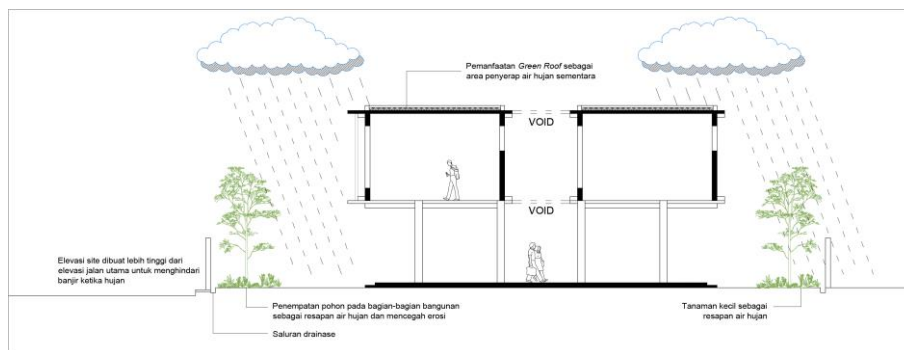 Pemanfaatan Green Roof sebagai
area penyerap air hujan sementara
VOID
VOID
Elevasi site dibuat lebih tinggi dari
elevasi jalan utama untuk menghindari
banjir ketika hujan
Penempatan pohon pada bagian-bagian bangunan
sebagai resapan air hujan dan mencegah erosi
Saluran drainase
Tanaman kecil sebagai
resapan air hujan